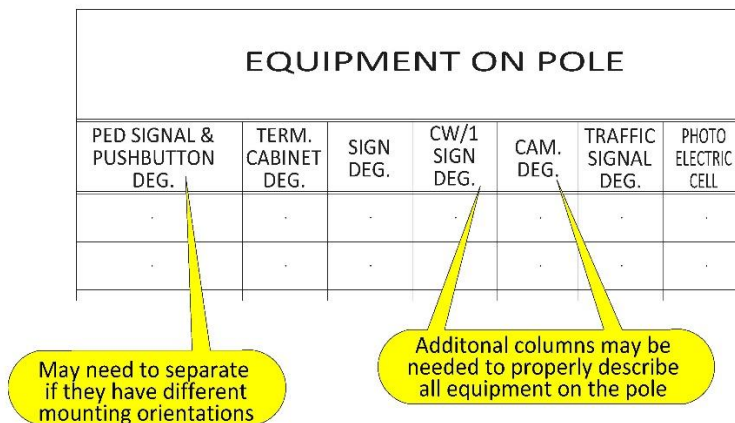 EQUIPMENT ON POLE
PED SIGNAL &
PUSHBUTTON
DEG.
TERM.
CABINET
DEG.
SIGN
DEG.
CW/1
SIGN
DEG.
CAM.
DEG.
TRAFFIC
SIGNAL
DEG.
PHOTO
ELECTRIC
CELL
May need to separate
if they have different
mounting orientations
Additonal columns may be
needed to properly describe
all equipment on the pole